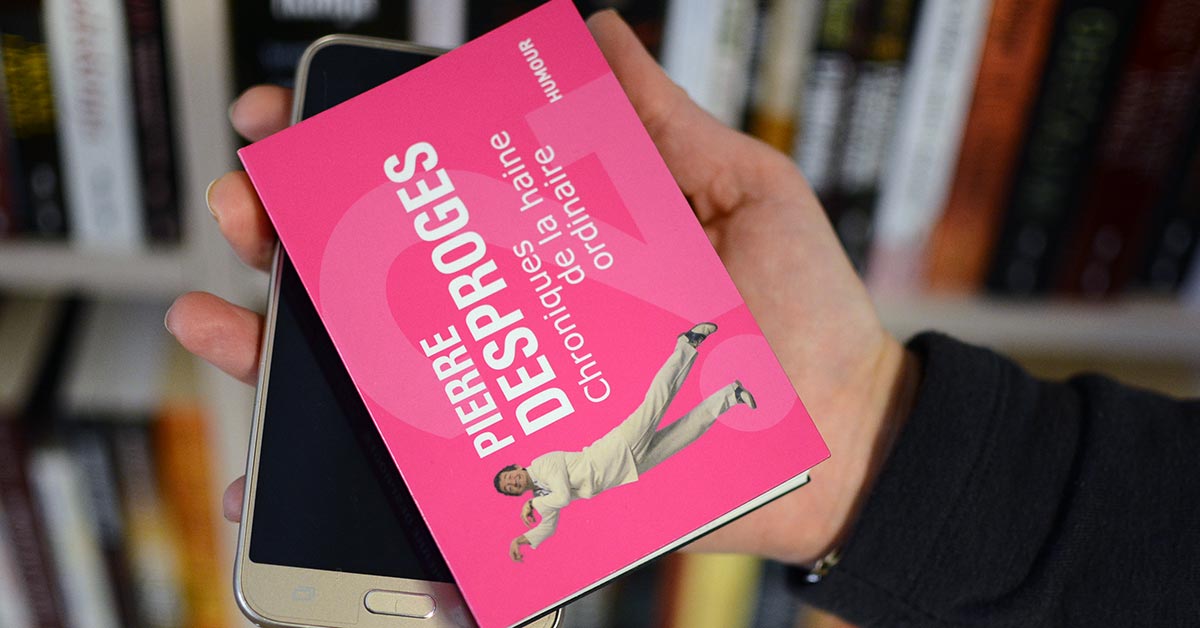 HUMOUR
PIERRE
DESPROGES
Chroniques
de la haine
ordinaire